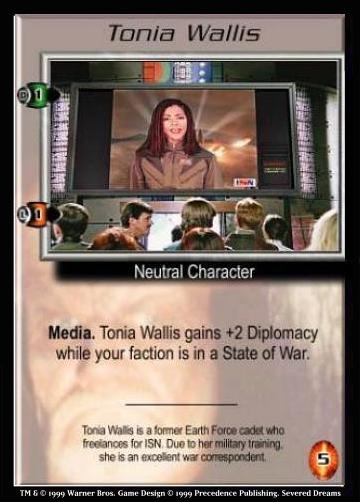 Tonia Wallis
D 1
L 1
ISN
Neutral Character
Media. Tonia Wallis gains +2 Diplomacy
while your faction is in a State of War.
Tonia Wallis is a former Earth Force cadet who
freelances for ISN. Due to her military training,
she is an excellent war correspondent.
5
TM & © 1999 Warner Bros. Game Design © 1999 Precedence Publishing. Severed Dreams